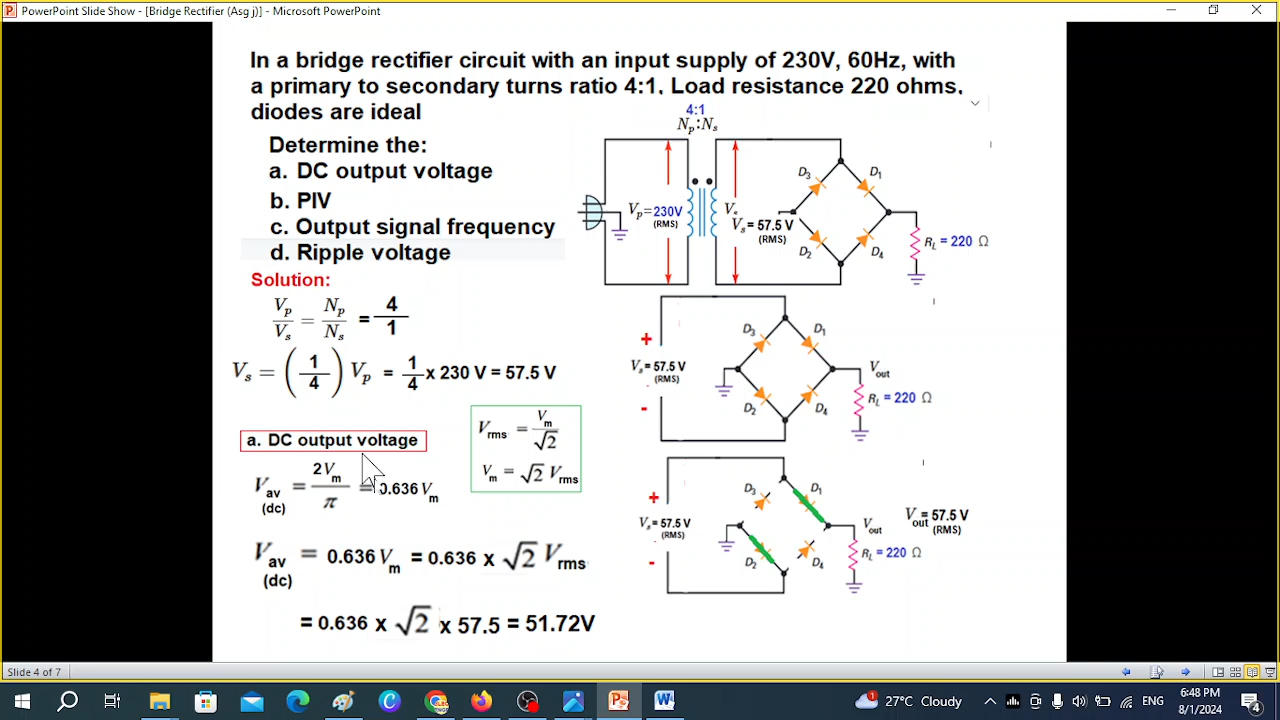 PowerPoint Slide Show - [Bridge Rectifier (Asg j)] - Microsoft PowerPoint
In a bridge rectifier circuit with an input supply of 230V, 60Hz, with
a primary to secondary turns ratio 4:1, Load resistance 220 ohms,
diodes are ideal
Determine the:
a. DC output voltage
b. PIV
c. Output signal frequency
d. Ripple voltage
Solution:
Vp/Vs = Np/Ns = 4/1
Vs = (1/4) Vp = 1/4 x 230 V = 57.5 V
a. DC output voltage
Vrms = Vm/√2
Vm = √2 Vrms
Vav (dc) = 2Vm/π = 0.636 Vm
Vav (dc) = 0.636 Vm = 0.636 x √2 Vrms
= 0.636 x √2 x 57.5 = 51.72V
4:1
Np:Ns
Vp=230V
(RMS)
Vs
Vs = 57.5 V
(RMS)
D3
D1
D2
D4
RL = 220 Ω
+
Vs = 57.5 V
(RMS)
-
D3
D1
D2
D4
Vout
RL = 220 Ω
+
Vs = 57.5 V
(RMS)
-
D3
D1
D2
D4
Vout
RL = 220 Ω
Vout = 57.5 V
(RMS)
Slide 4 of 7
1
27°C Cloudy
ENG
6:48 PM
8/1/2024
4